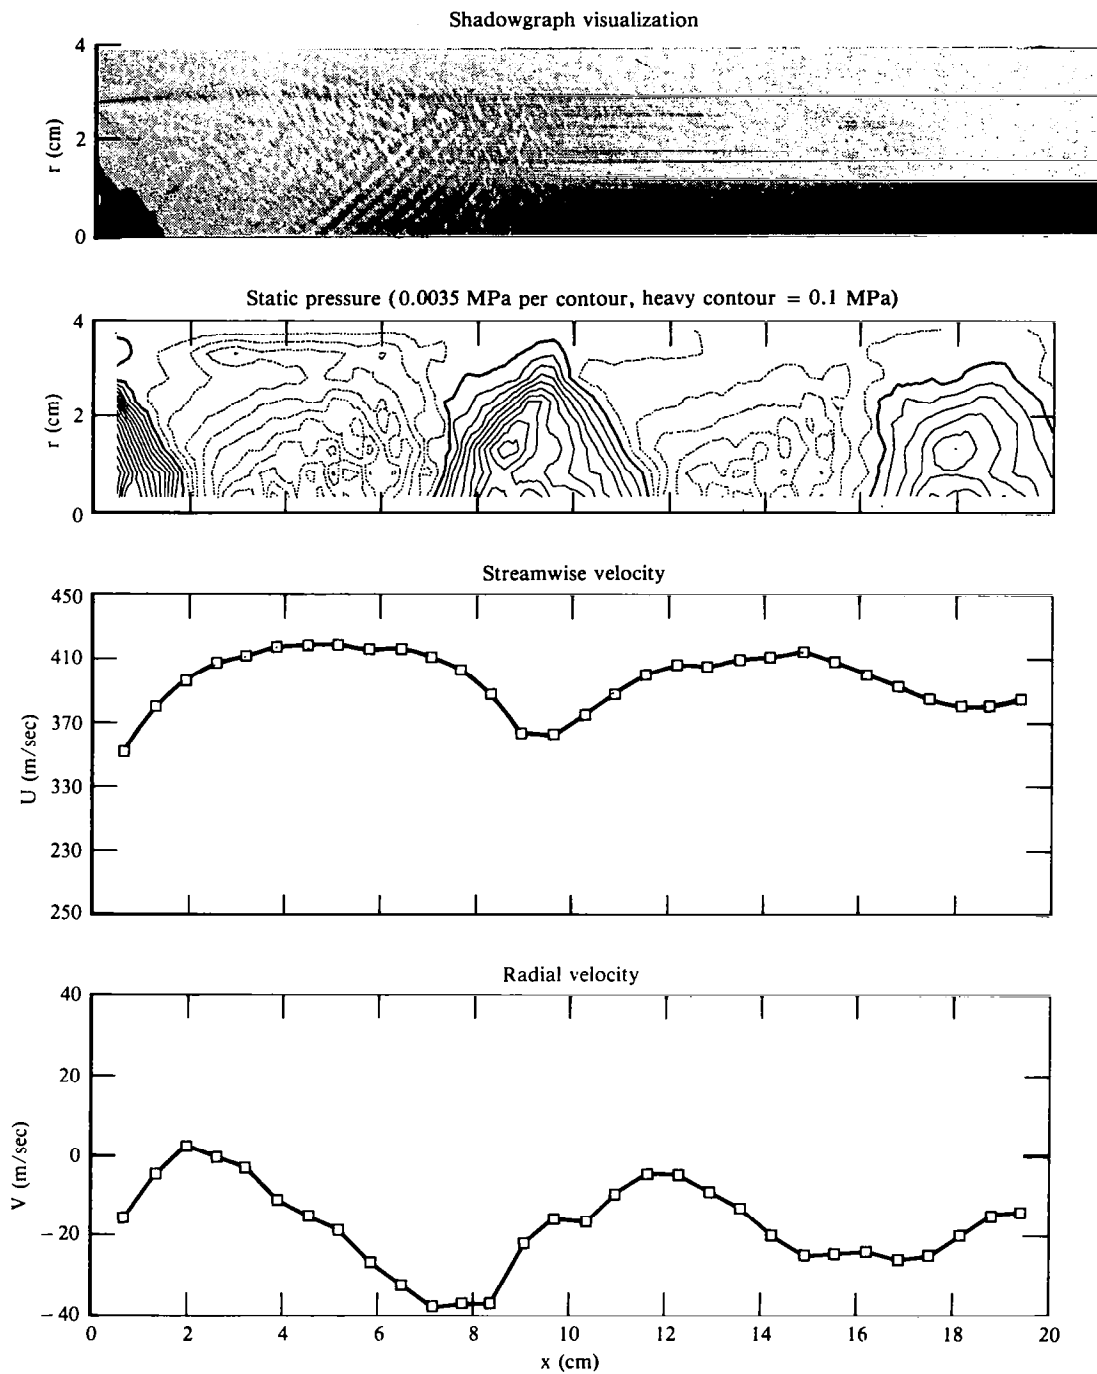 Shadowgraph visualization
4
2
0
r (cm)
Static pressure (0.0035 MPa per contour, heavy contour = 0.1 MPa)
4
2
0
r (cm)
Streamwise velocity
450
410
370
330
230
250
U (m/sec)
Radial velocity
40
20
0
-20
-40
V (m/sec)
0 2 4 6 8 10 12 14 16 18 20
x (cm)